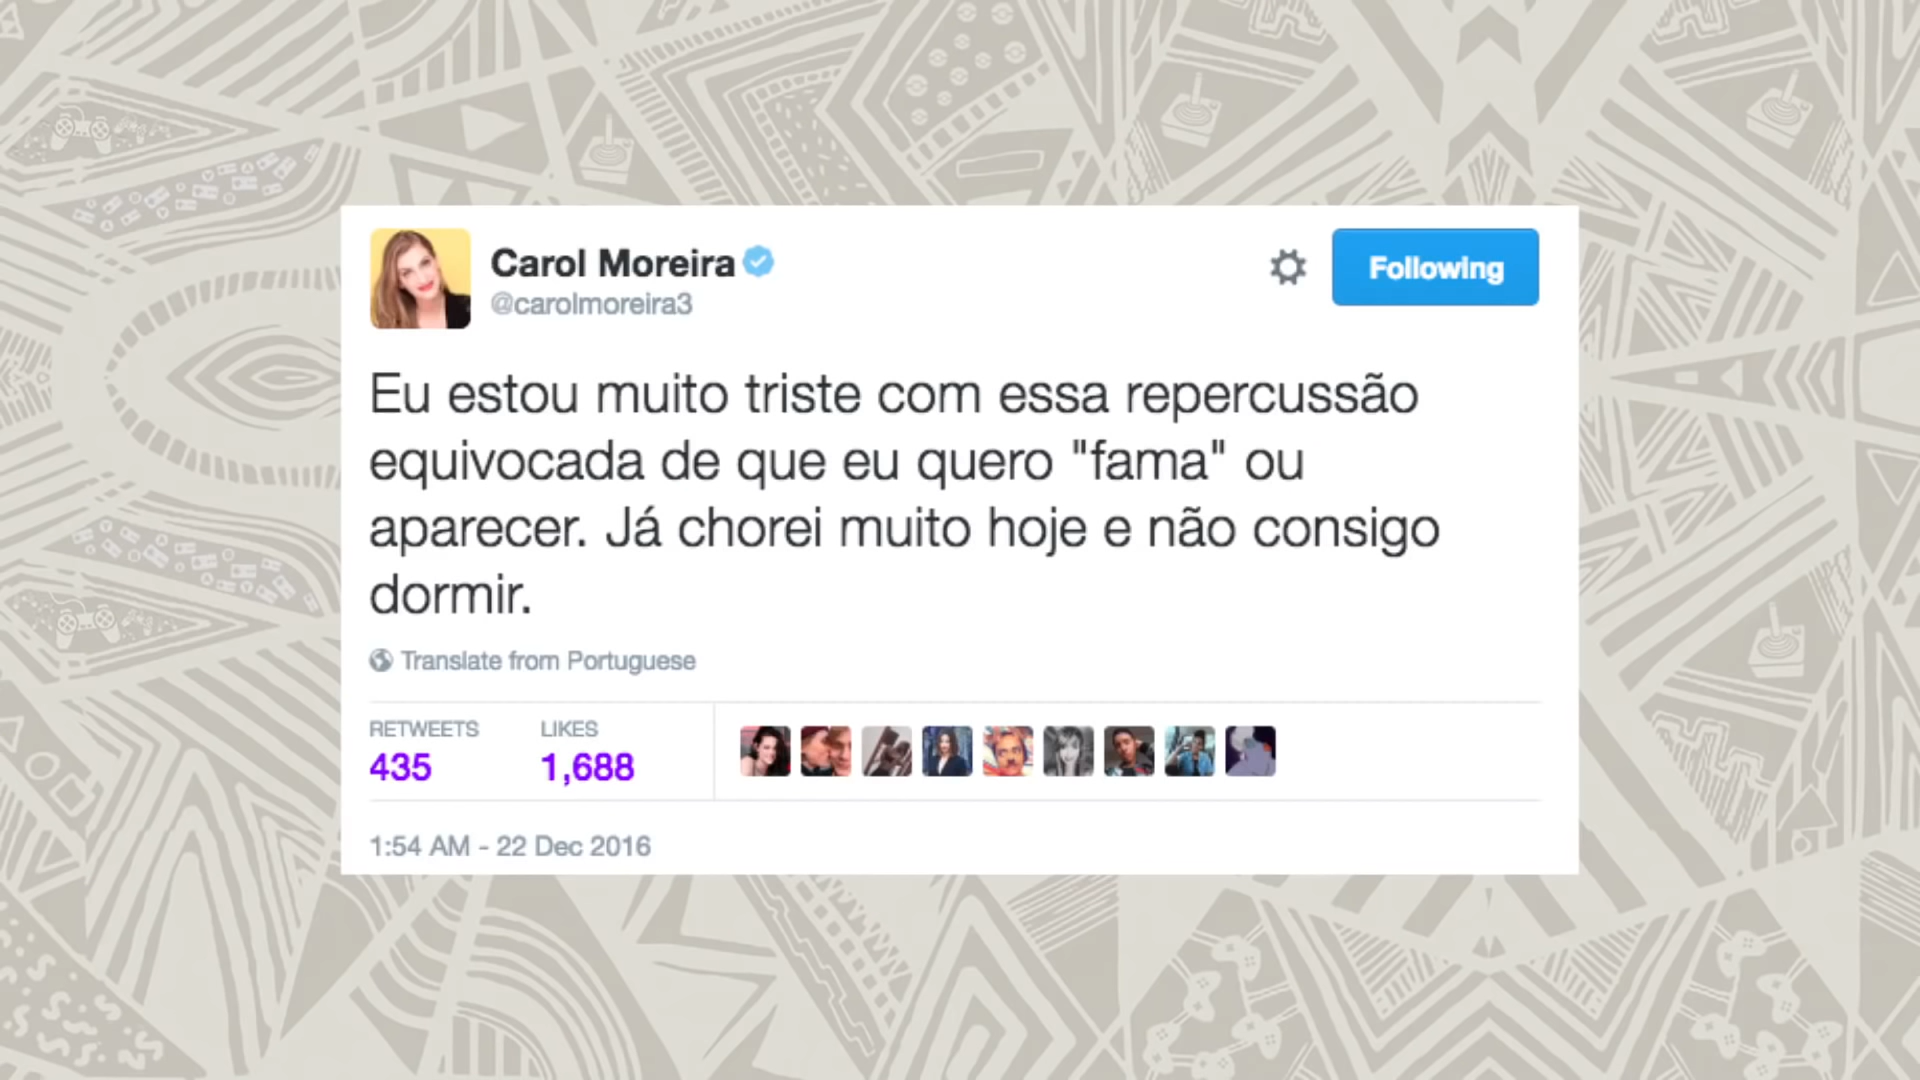 Carol Moreira
@carolmoreira3
Following
Eu estou muito triste com essa repercussão
equivocada de que eu quero "fama" ou
aparecer. Já chorei muito hoje e não consigo
dormir.
Translate from Portuguese
RETWEETS LIKES
435 1,688
1:54 AM - 22 Dec 2016